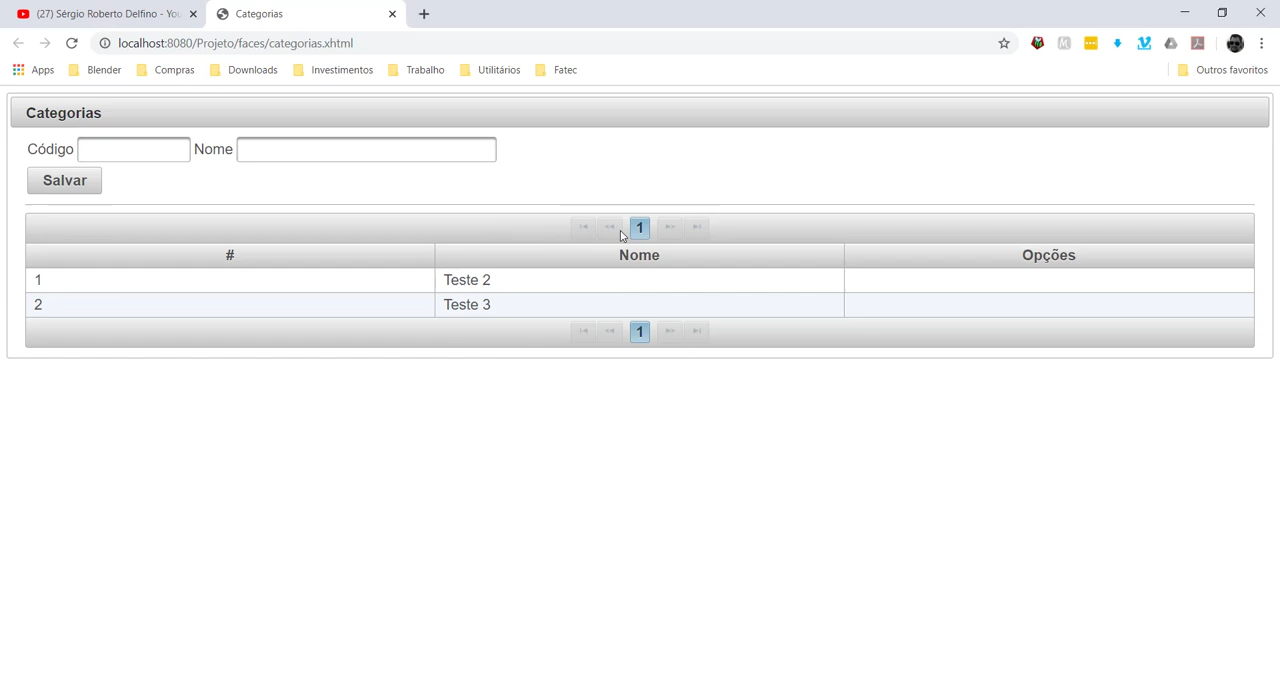 (27) Sérgio Roberto Delfino - You
Categorias
localhost:8080/Projeto/faces/categorias.xhtml
Apps Blender Compras Downloads Investimentos Trabalho Utilitários Fatec Outros favoritos
Categorias
Código Nome
Salvar
1
# Nome Opções
1 Teste 2
2 Teste 3
1